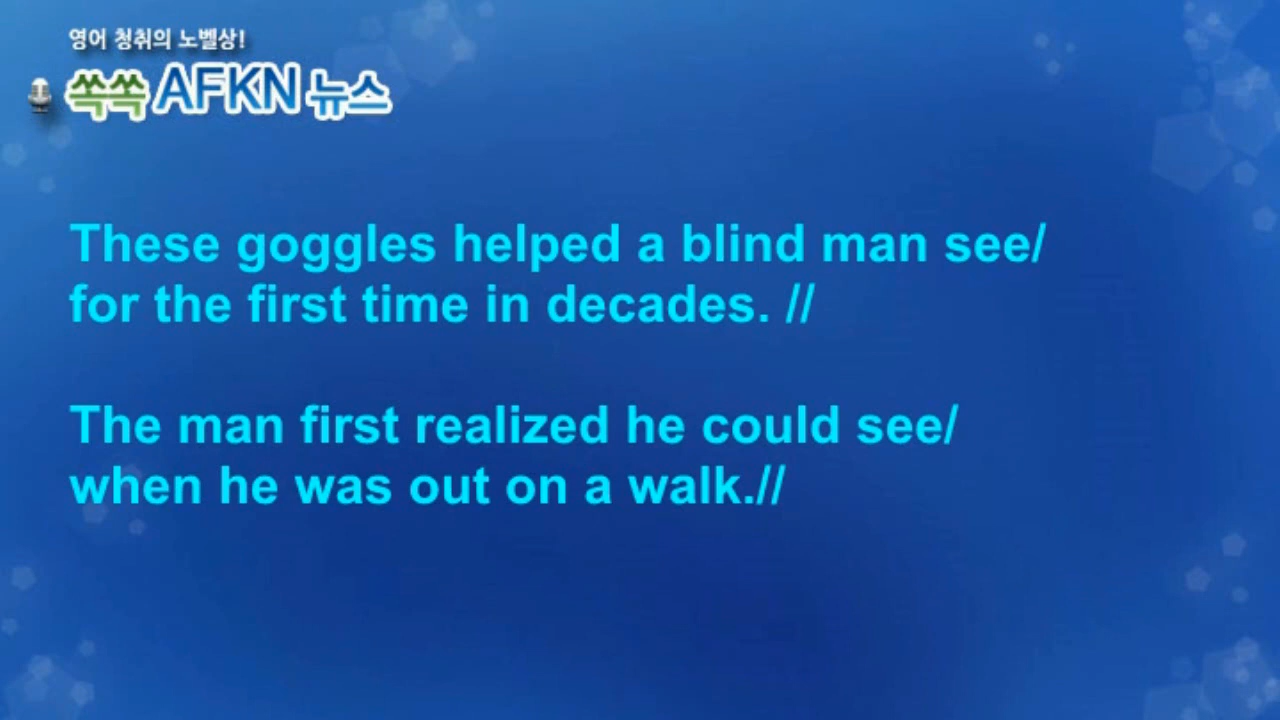 영어 청취의 노벨상!
쏙쏙 AFKN 뉴스
These goggles helped a blind man see/
for the first time in decades. //
The man first realized he could see/
when he was out on a walk.//